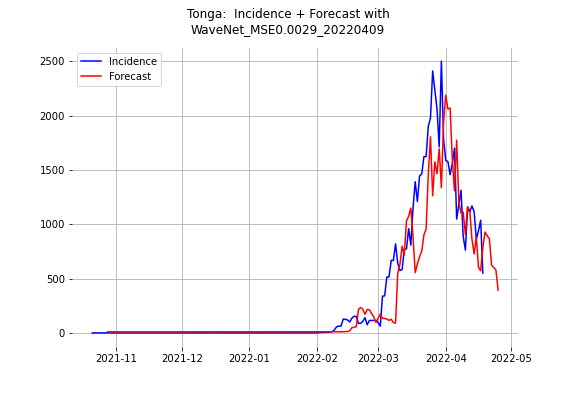 Tonga:  Incidence + Forecast with
WaveNet_MSE0.0029_20220409
Incidence
Forecast
2500
2000
1500
1000
500
0
2021-11 2021-12 2022-01 2022-02 2022-03 2022-04 2022-05